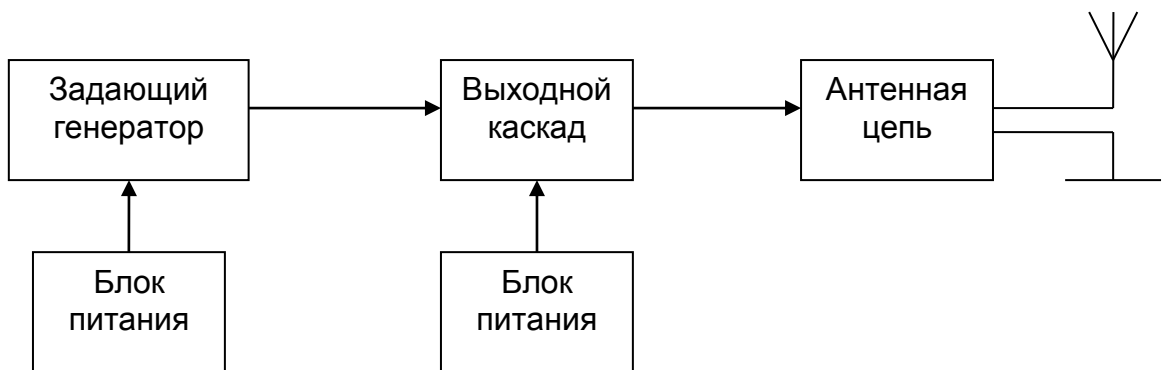 Задающий
генератор
Выходной
каскад
Антенная
цепь
Блок
питания
Блок
питания